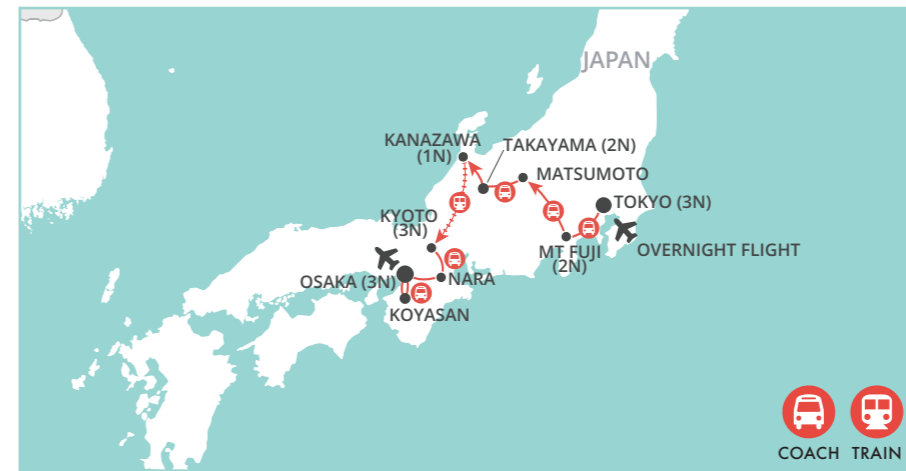 JAPAN
KANAZAWA
(1N)
TAKAYAMA (2N)
MATSUMOTO
TOKYO (3N)
KYOTO
(3N)
MT FUJI
(2N)
OVERNIGHT FLIGHT
OSAKA (3N)
NARA
KOYASAN
COACH
TRAIN